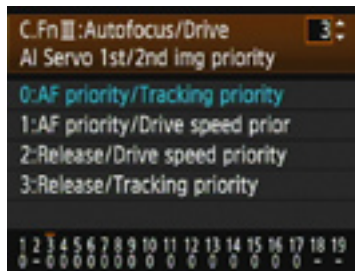 C.Fn III:Autofocus/Drive 3
AI Servo 1st/2nd img priority
0:AF priority/Tracking priority
1:AF priority/Drive speed prior
2:Release/Drive speed priority
3:Release/Tracking priority
1 2 3 4 5 6 7 8 9 10 11 12 13 14 15 16 17 18 19
0 - 0 0 0 0 0 0 0 0 0 0 0 0 0 0 0 - -